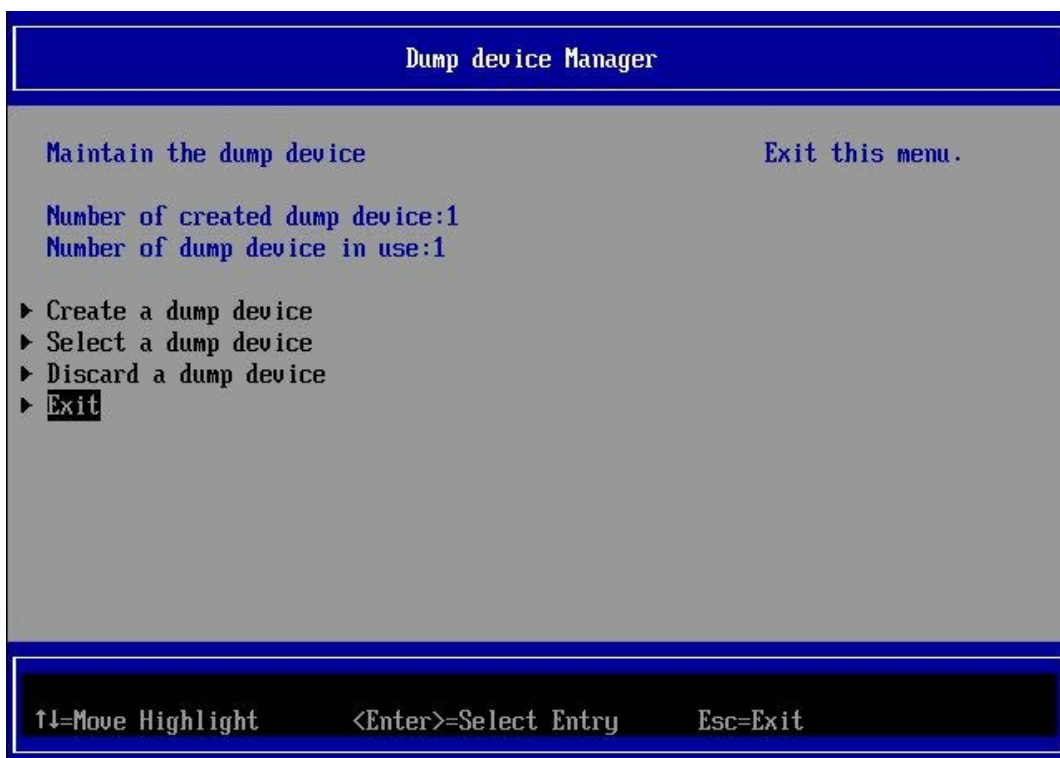 Dump device Manager
Maintain the dump device
Exit this menu.
Number of created dump device:1
Number of dump device in use:1
Create a dump device
Select a dump device
Discard a dump device
Exit
↑↓=Move Highlight <Enter>=Select Entry Esc=Exit